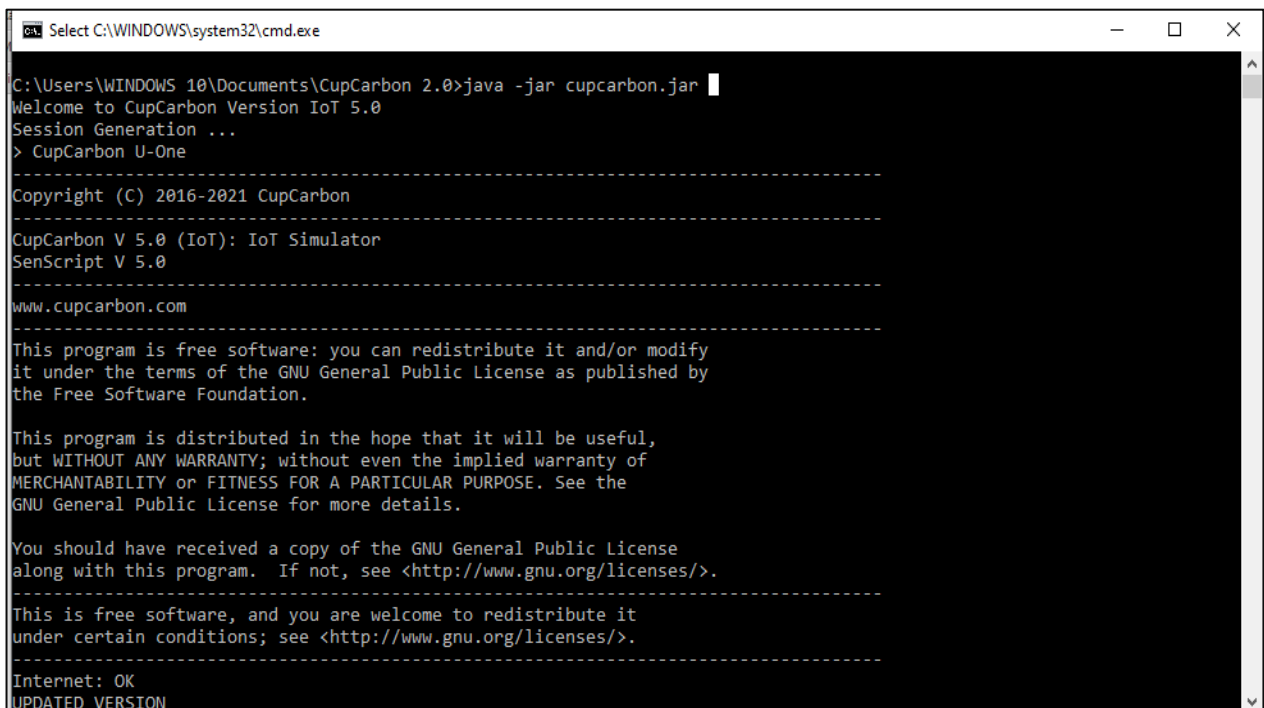 Select C:\WINDOWS\system32\cmd.exe
C:\Users\WINDOWS 10\Documents\CupCarbon 2.0>java -jar cupcarbon.jar
Welcome to CupCarbon Version IoT 5.0
Session Generation ...
> CupCarbon U-One
--------------------------------------------------------------------------------------
Copyright (C) 2016-2021 CupCarbon
--------------------------------------------------------------------------------------
CupCarbon V 5.0 (IoT): IoT Simulator
SenScript V 5.0
--------------------------------------------------------------------------------------
www.cupcarbon.com
--------------------------------------------------------------------------------------
This program is free software: you can redistribute it and/or modify
it under the terms of the GNU General Public License as published by
the Free Software Foundation.
This program is distributed in the hope that it will be useful,
but WITHOUT ANY WARRANTY; without even the implied warranty of
MERCHANTABILITY or FITNESS FOR A PARTICULAR PURPOSE. See the
GNU General Public License for more details.
You should have received a copy of the GNU General Public License
along with this program.  If not, see <http://www.gnu.org/licenses/>.
--------------------------------------------------------------------------------------
This is free software, and you are welcome to redistribute it
under certain conditions; see <http://www.gnu.org/licenses/>.
--------------------------------------------------------------------------------------
Internet: OK
UPDATED VERSION